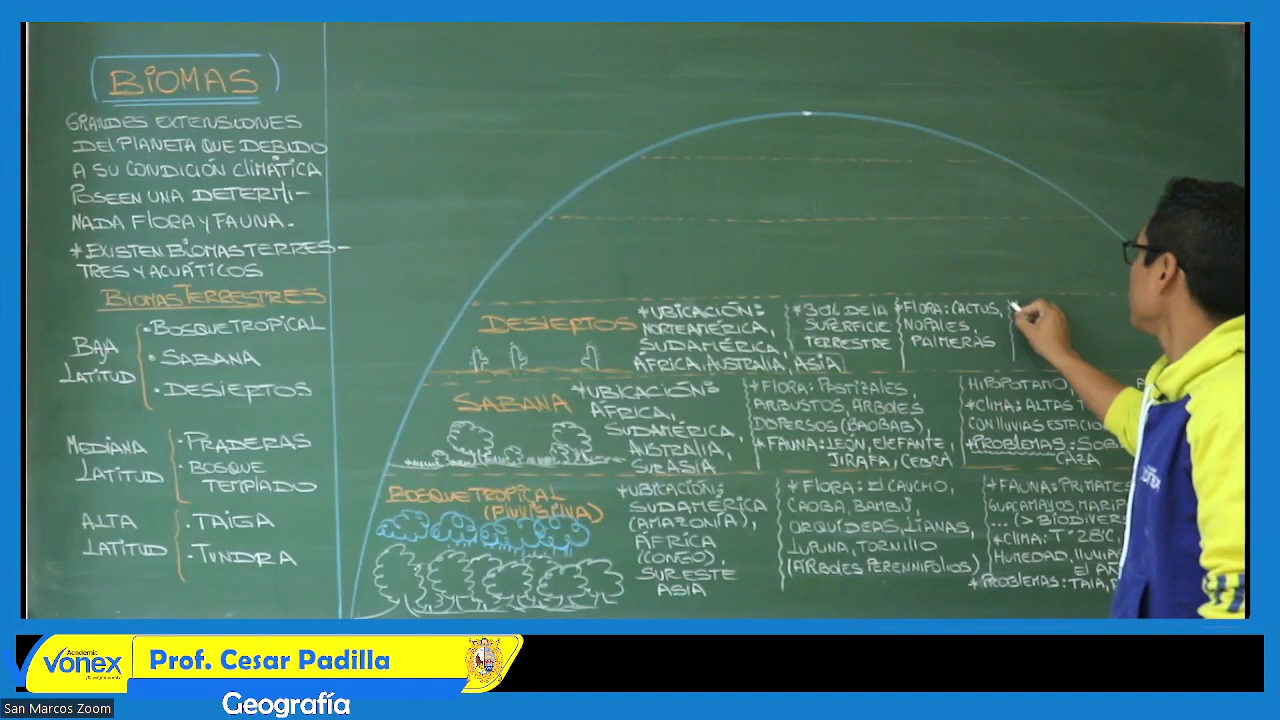 BIOMAS
GRANDES EXTENSIONES
DEL PLANETA QUE DEBIDO
A SU CONDICIÓN CLIMÁTICA
POSEEN UNA DETERMI-
NADA FLORA Y FAUNA.
* EXISTEN BIOMAS TERRES-
TRES Y ACUÁTICOS
BIOMAS TERRESTRES
BAJA
LATITUD
• BOSQUE TROPICAL
• SABANA
• DESIERTOS
MEDIANA
LATITUD
• PRADERAS
• BOSQUE
TEMPLADO
ALTA
LATITUD
• TAIGA
• TUNDRA
DESIERTOS
* UBICACIÓN:
NORTEAMÉRICA,
SUDAMÉRICA,
ÁFRICA, AUSTRALIA, ASIA
* 30% DE LA
SUPERFICIE
TERRESTRE
* FLORA: CACTUS,
NOPALES,
PALMERAS
SABANA
* UBICACIÓN:
ÁFRICA,
SUDAMÉRICA,
AUSTRALIA,
SURASIA
* FLORA: PASTIZALES,
ARBUSTOS, ÁRBOLES
DISPERSOS (BAOBAB),
* FAUNA: LEÓN, ELEFANTE,
JIRAFA, CEBRA
HIPOPÓTAMO,
* CLIMA: ALTAS T
CON LLUVIAS ESTACIO
* PROBLEMAS: SOB
CAZA
BOSQUE TROPICAL
(PLUVISILVA)
* UBICACIÓN:
SUDAMÉRICA
(AMAZONÍA),
ÁFRICA
(CONGO),
SURESTE
ASIA
* FLORA: EL CAUCHO,
CAOBA, BAMBÚ,
ORQUÍDEAS, LIANAS,
LUPUNA, TORNILLO
(ÁRBOLES PERENNIFOLIOS)
* FAUNA: PRIMATES
GUACAMAYOS, MARIP
... (> BIODIVERS
* CLIMA: T° 28°C,
HUMEDAD, LLUVIAS
EL AÑ
* PROBLEMAS: TALA,
Academia
Vonex
Prof. Cesar Padilla
Geografía
San Marcos Zoom